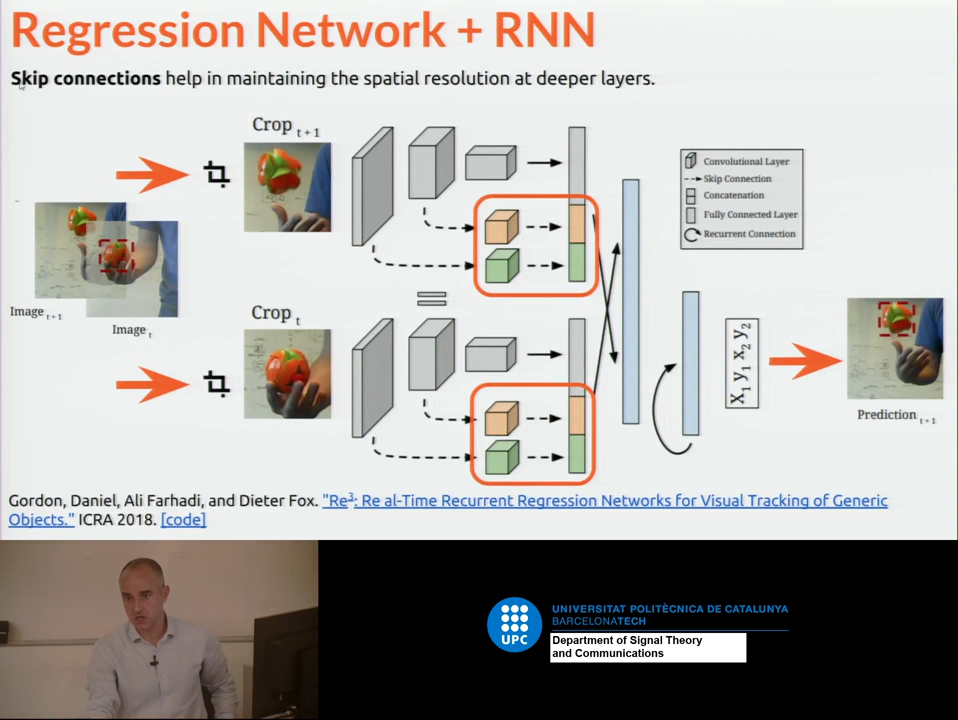 Regression Network + RNN
Skip connections help in maintaining the spatial resolution at deeper layers.
Crop t + 1
Convolutional Layer
Skip Connection
Concatenation
Fully Connected Layer
Recurrent Connection
Image t + 1
Image t
Crop t
X1 y1 x2 y2
Prediction t + 1
Gordon, Daniel, Ali Farhadi, and Dieter Fox. "Re3: Re al-Time Recurrent Regression Networks for Visual Tracking of Generic
Objects." ICRA 2018. [code]
UPC
UNIVERSITAT POLITÈCNICA DE CATALUNYA
BARCELONATECH
Department of Signal Theory
and Communications